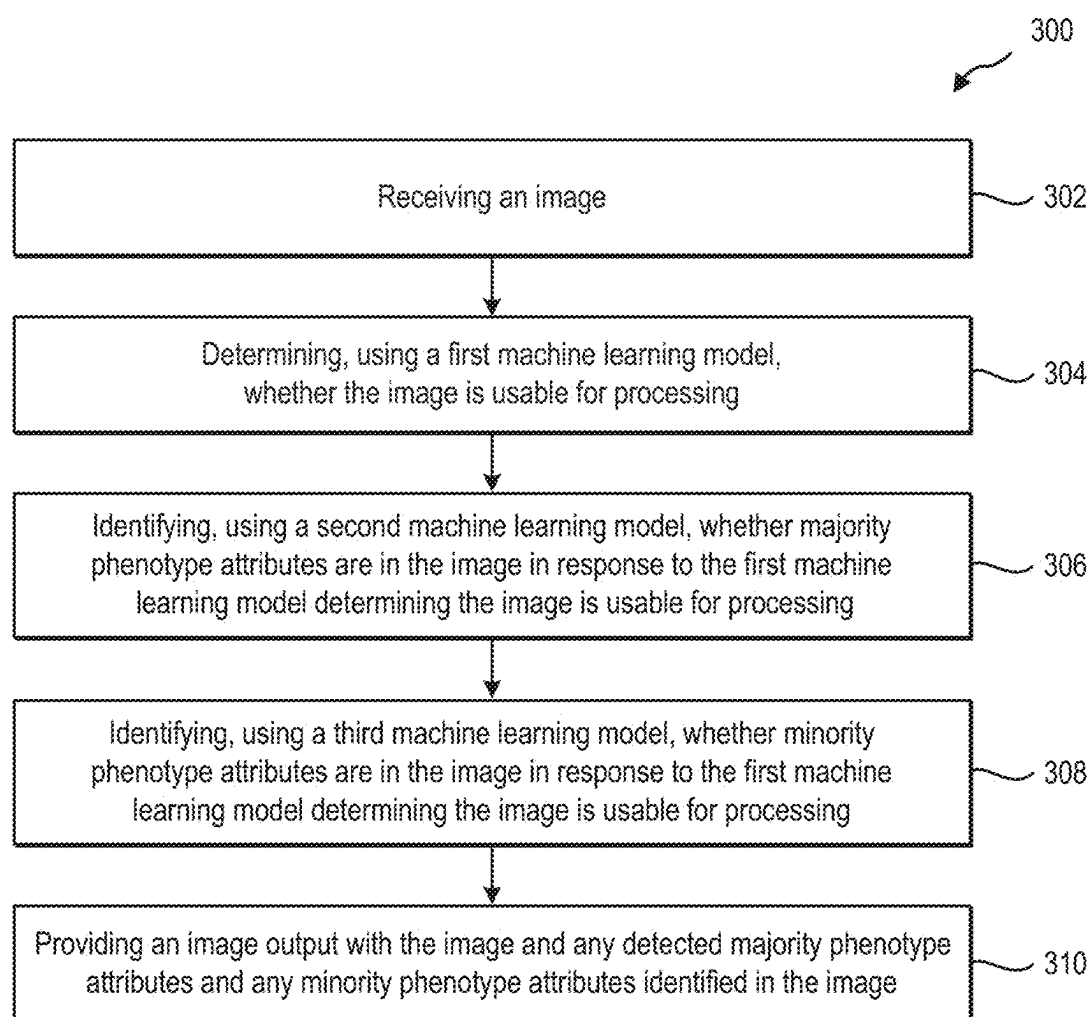 300
Receiving an image
302
Determining, using a first machine learning model,
whether the image is usable for processing
304
Identifying, using a second machine learning model, whether majority
phenotype attributes are in the image in response to the first machine
learning model determining the image is usable for processing
306
Identifying, using a third machine learning model, whether minority
phenotype attributes are in the image in response to the first machine
learning model determining the image is usable for processing
308
Providing an image output with the image and any detected majority phenotype
attributes and any minority phenotype attributes identified in the image
310